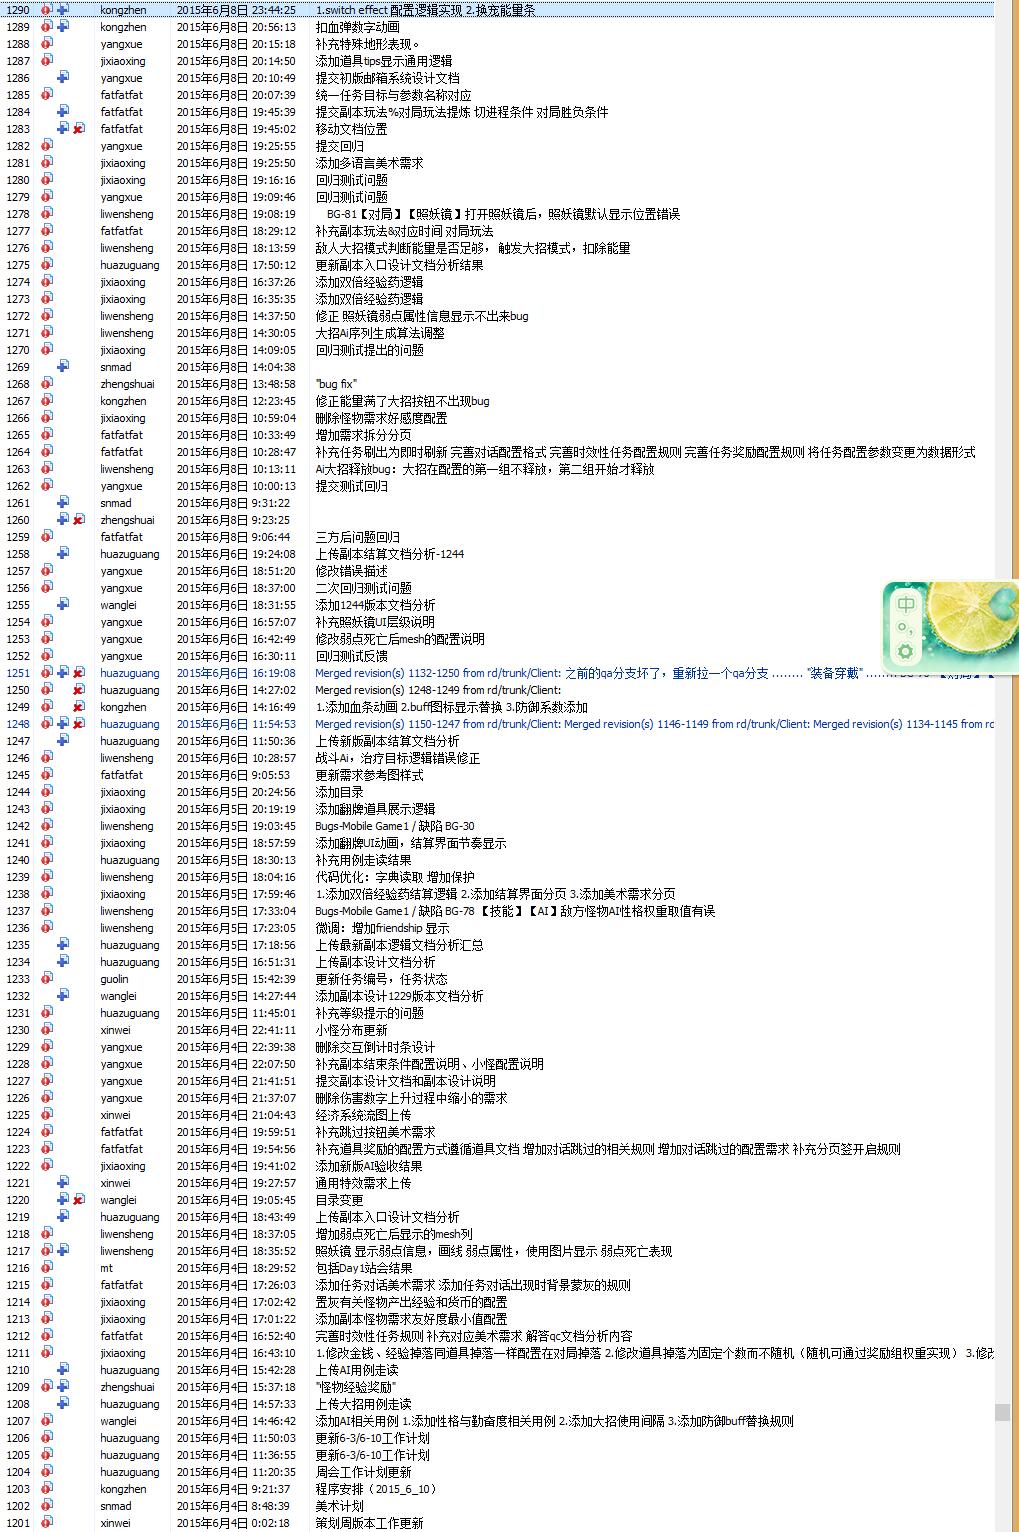 1290 kongzhen 2015年6月8日 23:44:25 1.switch effect 配置逻辑实现 2.换宠能量条
1289 kongzhen 2015年6月8日 20:56:13 扣血弹数字动画
1288 yangxue 2015年6月8日 20:15:18 补充特殊地形表现。
1287 jixiaoxing 2015年6月8日 20:14:50 添加道具tips显示通用逻辑
1286 yangxue 2015年6月8日 20:10:49 提交初版邮箱系统设计文档
1285 fatfatfat 2015年6月8日 20:07:39 统一任务目标与参数名称对应
1284 fatfatfat 2015年6月8日 19:45:39 提交副本玩法%对局玩法提炼 切进程条件 对局胜负条件
1283 fatfatfat 2015年6月8日 19:45:02 移动文档位置
1282 yangxue 2015年6月8日 19:25:55 提交回归
1281 jixiaoxing 2015年6月8日 19:25:50 添加多语言美术需求
1280 jixiaoxing 2015年6月8日 19:16:16 回归测试问题
1279 yangxue 2015年6月8日 19:09:46 回归测试问题
1278 liwensheng 2015年6月8日 19:08:19 BG-81【对局】【照妖镜】打开照妖镜后，照妖镜默认显示位置错误
1277 fatfatfat 2015年6月8日 18:29:12 补充副本玩法&对应时间 对局玩法
1276 liwensheng 2015年6月8日 18:13:59 敌人大招模式判断能量是否足够， 触发大招模式，扣除能量
1275 huazuguang 2015年6月8日 17:50:12 更新副本入口设计文档分析结果
1274 jixiaoxing 2015年6月8日 16:37:26 添加双倍经验药逻辑
1273 jixiaoxing 2015年6月8日 16:35:35 添加双倍经验药逻辑
1272 liwensheng 2015年6月8日 14:37:50 修正 照妖镜弱点属性信息显示不出来bug
1271 liwensheng 2015年6月8日 14:30:05 大招Ai序列生成算法调整
1270 jixiaoxing 2015年6月8日 14:09:05 回归测试提出的问题
1269 snmad 2015年6月8日 14:04:38
1268 zhengshuai 2015年6月8日 13:48:58 "bug fix"
1267 kongzhen 2015年6月8日 12:23:45 修正能量满了大招按钮不出现bug
1266 jixiaoxing 2015年6月8日 10:59:04 删除怪物需求好感度配置
1265 fatfatfat 2015年6月8日 10:33:49 增加需求拆分分页
1264 fatfatfat 2015年6月8日 10:28:47 补充任务刷出为即时刷新 完善对话配置格式 完善时效性任务配置规则 完善任务奖励配置规则 将任务配置参数变更为数据形式
1263 liwensheng 2015年6月8日 10:13:11 Ai大招释放bug：大招在配置的第一组不释放，第二组开始才释放
1262 yangxue 2015年6月8日 10:00:13 提交测试回归
1261 snmad 2015年6月8日 9:31:22
1260 zhengshuai 2015年6月8日 9:23:25
1259 fatfatfat 2015年6月8日 9:06:44 三方后问题回归
1258 huazuguang 2015年6月6日 19:24:08 上传副本结算文档分析-1244
1257 yangxue 2015年6月6日 18:51:20 修改错误描述
1256 yangxue 2015年6月6日 18:37:00 二次回归测试问题
1255 wanglei 2015年6月6日 18:31:55 添加1244版本文档分析
1254 yangxue 2015年6月6日 16:57:07 补充照妖镜UI层级说明
1253 yangxue 2015年6月6日 16:42:49 修改弱点死亡后mesh的配置说明
1252 yangxue 2015年6月6日 16:30:11 回归测试反馈
中
1251 huazuguang 2015年6月6日 16:19:08 Merged revision(s) 1132-1250 from rd/trunk/Client: 之前的qa分支坏了，重新拉一个qa分支 ........ "装备穿戴" ........
1250 huazuguang 2015年6月6日 14:27:02 Merged revision(s) 1248-1249 from rd/trunk/Client:
1249 kongzhen 2015年6月6日 14:16:49 1.添加血条动画 2.buff图标显示替换 3.防御系数添加
1248 huazuguang 2015年6月6日 11:54:53 Merged revision(s) 1150-1247 from rd/trunk/Client: Merged revision(s) 1146-1149 from rd/trunk/Client: Merged revision(s) 1134-1145 from rd
1247 huazuguang 2015年6月6日 11:50:36 上传新版副本结算文档分析
1246 liwensheng 2015年6月6日 10:28:57 战斗Ai，治疗目标逻辑错误修正
1245 fatfatfat 2015年6月6日 9:05:53 更新需求参考图样式
1244 jixiaoxing 2015年6月5日 20:24:56 添加目录
1243 jixiaoxing 2015年6月5日 20:19:19 添加翻牌道具展示逻辑
1242 liwensheng 2015年6月5日 19:03:45 Bugs-Mobile Game1 / 缺陷 BG-30
1241 jixiaoxing 2015年6月5日 18:57:59 添加翻牌UI动画，结算界面节奏显示
1240 huazuguang 2015年6月5日 18:30:13 补充用例走读结果
1239 liwensheng 2015年6月5日 18:04:16 代码优化：字典读取 增加保护
1238 jixiaoxing 2015年6月5日 17:59:46 1.添加双倍经验药结算逻辑 2.添加结算界面分页 3.添加美术需求分页
1237 liwensheng 2015年6月5日 17:33:04 Bugs-Mobile Game1 / 缺陷 BG-78 【技能】【AI】敌方怪物AI性格权重取值有误
1236 liwensheng 2015年6月5日 17:23:05 微调：增加friendship 显示
1235 huazuguang 2015年6月5日 17:18:56 上传最新副本逻辑文档分析汇总
1234 huazuguang 2015年6月5日 16:51:31 上传副本设计文档分析
1233 guolin 2015年6月5日 15:42:39 更新任务编号，任务状态
1232 wanglei 2015年6月5日 14:27:44 添加副本设计1229版本文档分析
1231 huazuguang 2015年6月5日 11:45:01 补充等级提示的问题
1230 xinwei 2015年6月4日 22:41:11 小怪分布更新
1229 yangxue 2015年6月4日 22:39:38 删除交互倒计时条设计
1228 yangxue 2015年6月4日 22:07:50 补充副本结束条件配置说明、小怪配置说明
1227 yangxue 2015年6月4日 21:41:51 提交副本设计文档和副本设计说明
1226 yangxue 2015年6月4日 21:37:07 删除伤害数字上升过程中缩小的需求
1225 xinwei 2015年6月4日 21:04:43 经济系统流图上传
1224 fatfatfat 2015年6月4日 19:59:51 补充跳过按钮美术需求
1223 fatfatfat 2015年6月4日 19:54:56 补充道具奖励的配置方式遵循道具文档 增加对话跳过的相关规则 增加对话跳过的配置需求 补充分页签开启规则
1222 jixiaoxing 2015年6月4日 19:41:02 添加新版AI验收结果
1221 xinwei 2015年6月4日 19:27:57 通用特效需求上传
1220 wanglei 2015年6月4日 19:05:45 目录变更
1219 huazuguang 2015年6月4日 18:43:49 上传副本入口设计文档分析
1218 liwensheng 2015年6月4日 18:37:05 增加弱点死亡后显示的mesh列
1217 liwensheng 2015年6月4日 18:35:52 照妖镜 显示弱点信息，画线 弱点属性，使用图片显示 弱点死亡表现
1216 mt 2015年6月4日 18:29:52 包括Day1站会结果
1215 fatfatfat 2015年6月4日 17:26:03 添加任务对话美术需求 添加任务对话出现时背景蒙灰的规则
1214 jixiaoxing 2015年6月4日 17:02:42 置灰有关怪物产出经验和货币的配置
1213 jixiaoxing 2015年6月4日 17:01:22 添加副本怪物需求友好度最小值配置
1212 fatfatfat 2015年6月4日 16:52:40 完善时效性任务规则 补充对应美术需求 解答qc文档分析内容
1211 jixiaoxing 2015年6月4日 16:43:10 1.修改金钱、经验掉落同道具掉落一样配置在对局掉落 2.修改道具掉落为固定个数而不随机（随机可通过奖励组权重实现） 3.修改
1210 huazuguang 2015年6月4日 15:42:28 上传AI用例走读
1209 zhengshuai 2015年6月4日 15:37:18 "怪物经验奖励"
1208 huazuguang 2015年6月4日 14:57:33 上传大招用例走读
1207 wanglei 2015年6月4日 14:46:42 添加AI相关用例 1.添加性格与勤奋度相关用例 2.添加大招使用间隔 3.添加防御buff替换规则
1206 huazuguang 2015年6月4日 11:50:03 更新6-3/6-10工作计划
1205 huazuguang 2015年6月4日 11:36:55 更新6-3/6-10工作计划
1204 huazuguang 2015年6月4日 11:20:35 周会工作计划更新
1203 kongzhen 2015年6月4日 9:21:37 程序安排（2015_6_10）
1202 snmad 2015年6月4日 8:48:39 美术计划
1201 xinwei 2015年6月4日 0:02:18 策划周版本工作更新